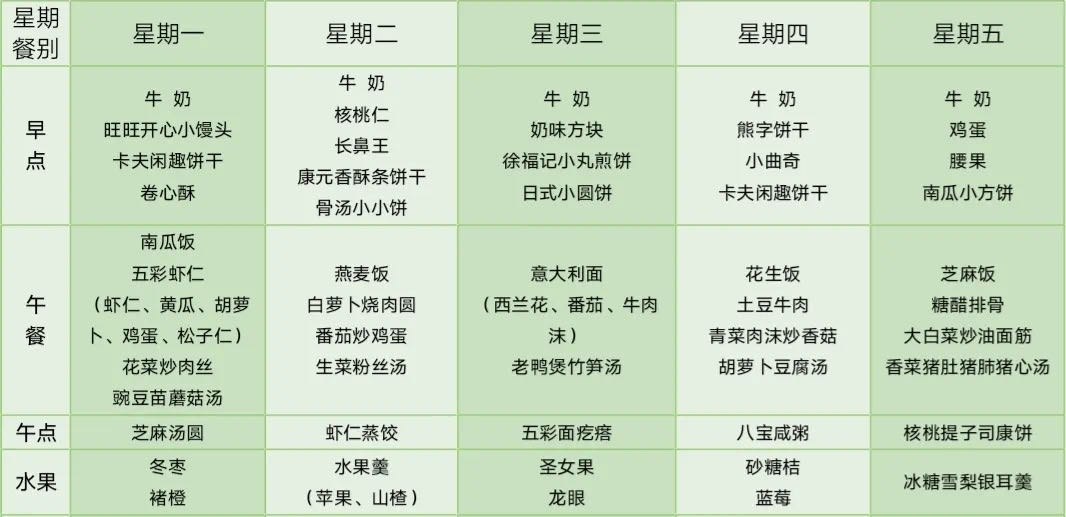 星期
餐别
星期一
星期二
星期三
星期四
星期五
早
点
牛 奶
旺旺开心小馒头
卡夫闲趣饼干
卷心酥
牛 奶
核桃仁
长鼻王
康元香酥条饼干
骨汤小小饼
牛 奶
奶味方块
徐福记小丸煎饼
日式小圆饼
牛 奶
熊字饼干
小曲奇
卡夫闲趣饼干
牛 奶
鸡蛋
腰果
南瓜小方饼
午
餐
南瓜饭
五彩虾仁
（虾仁、黄瓜、胡萝
卜、鸡蛋、松子仁）
花菜炒肉丝
豌豆苗蘑菇汤
燕麦饭
白萝卜烧肉圆
番茄炒鸡蛋
生菜粉丝汤
意大利面
（西兰花、番茄、牛肉
沫）
老鸭煲竹笋汤
花生饭
土豆牛肉
青菜肉沫炒香菇
胡萝卜豆腐汤
芝麻饭
糖醋排骨
大白菜炒油面筋
香菜猪肚猪肺猪心汤
午点
芝麻汤圆
虾仁蒸饺
五彩面疙瘩
八宝咸粥
核桃提子司康饼
水果
冬枣
褚橙
水果羹
（苹果、山楂）
圣女果
龙眼
砂糖桔
蓝莓
冰糖雪梨银耳羹